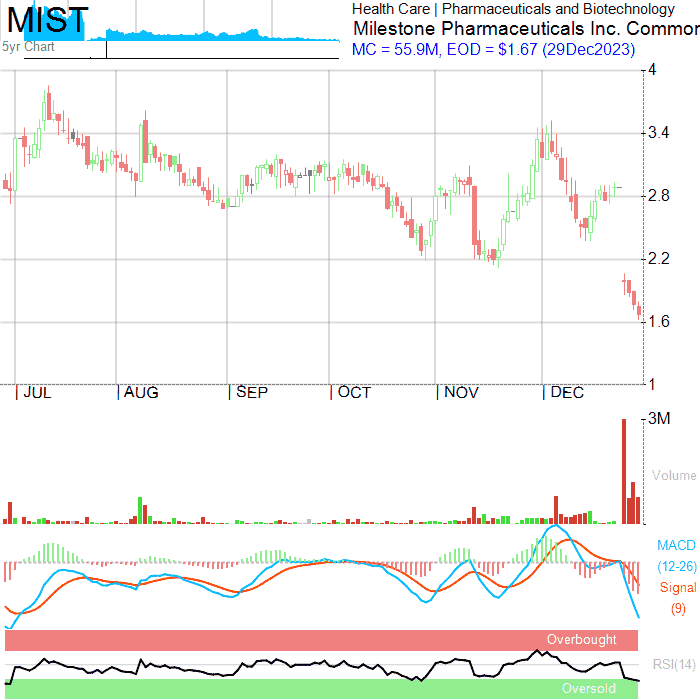 MIST
5yr Chart
Health Care | Pharmaceuticals and Biotechnology
Milestone Pharmaceuticals Inc. Common
MC = 55.9M, EOD = $1.67 (29Dec2023)
4
3.4
2.8
2.2
1.6
1
JUL AUG SEP OCT NOV DEC
3M
Volume
MACD
(12-26)
Signal
(9)
Overbought
RSI(14)
Oversold